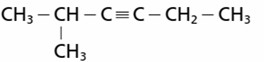 CH₃ – CH – C ≡ C – CH₂ – CH₃
|
CH₃